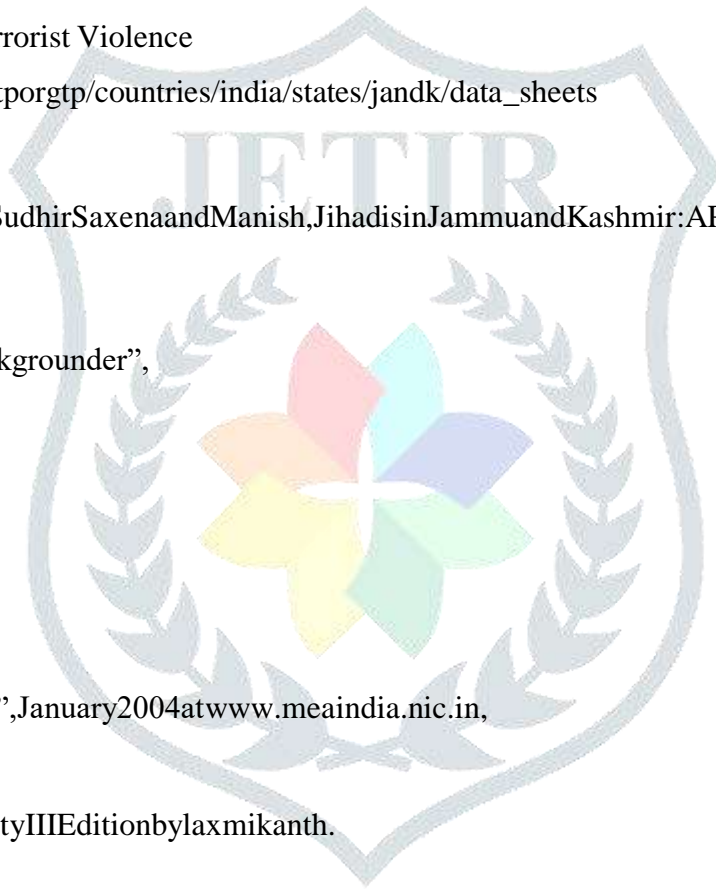 rrorist Violence
tporgtp/countries/india/states/jandk/data_sheets
JETIR
SudhirSaxenaandManish,JihadisinJammuandKashmir:AP
kgrounder”,
”,January2004atwww.meaindia.nic.in,
tyIIIEditionbylaxmikanth.